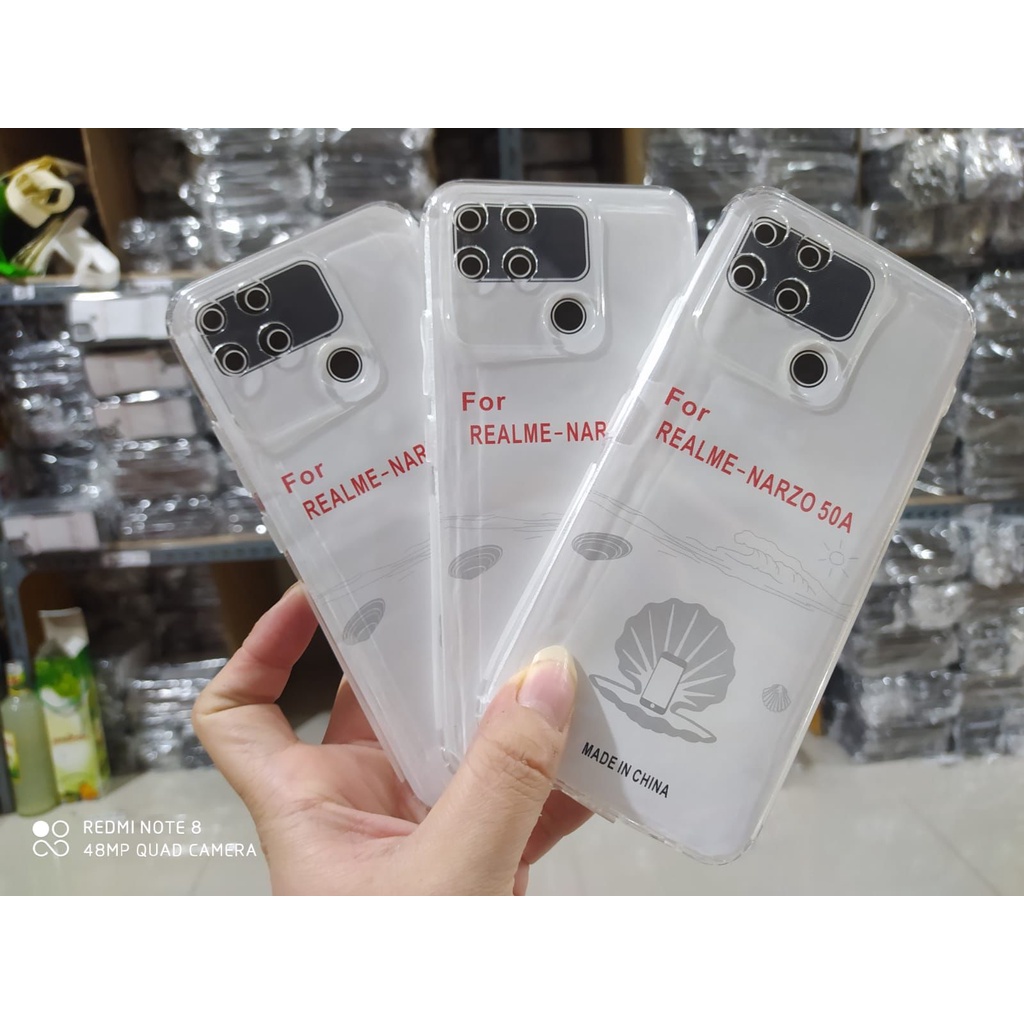 For
REALME-NAR
For
REALME-NAR
For
REALME-NARZO 50A
MADE IN CHINA
REDMI NOTE 8
48MP QUAD CAMERA